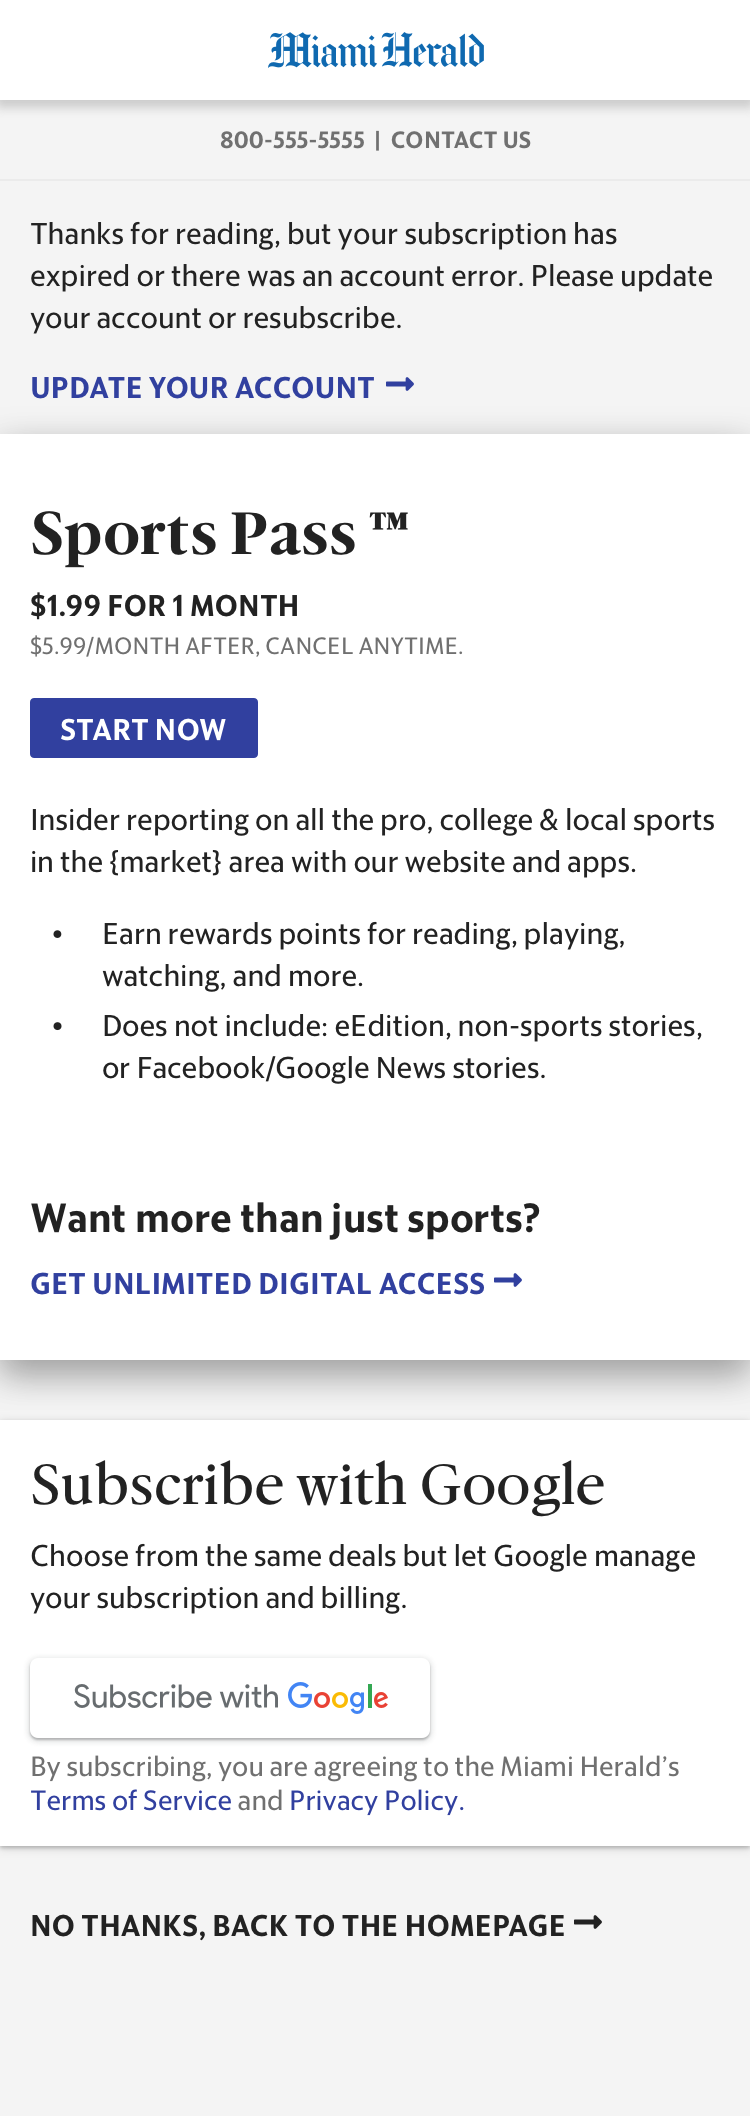 Miami Herald
800-555-5555 | CONTACT US
Thanks for reading, but your subscription has
expired or there was an account error. Please update
your account or resubscribe.
UPDATE YOUR ACCOUNT →
Sports Pass ™
$1.99 FOR 1 MONTH
$5.99/MONTH AFTER, CANCEL ANYTIME.
START NOW
Insider reporting on all the pro, college & local sports
in the {market} area with our website and apps.
• Earn rewards points for reading, playing,
watching, and more.
• Does not include: eEdition, non-sports stories,
or Facebook/Google News stories.
Want more than just sports?
GET UNLIMITED DIGITAL ACCESS →
Subscribe with Google
Choose from the same deals but let Google manage
your subscription and billing.
Subscribe with Google
By subscribing, you are agreeing to the Miami Herald’s
Terms of Service and Privacy Policy.
NO THANKS, BACK TO THE HOMEPAGE →